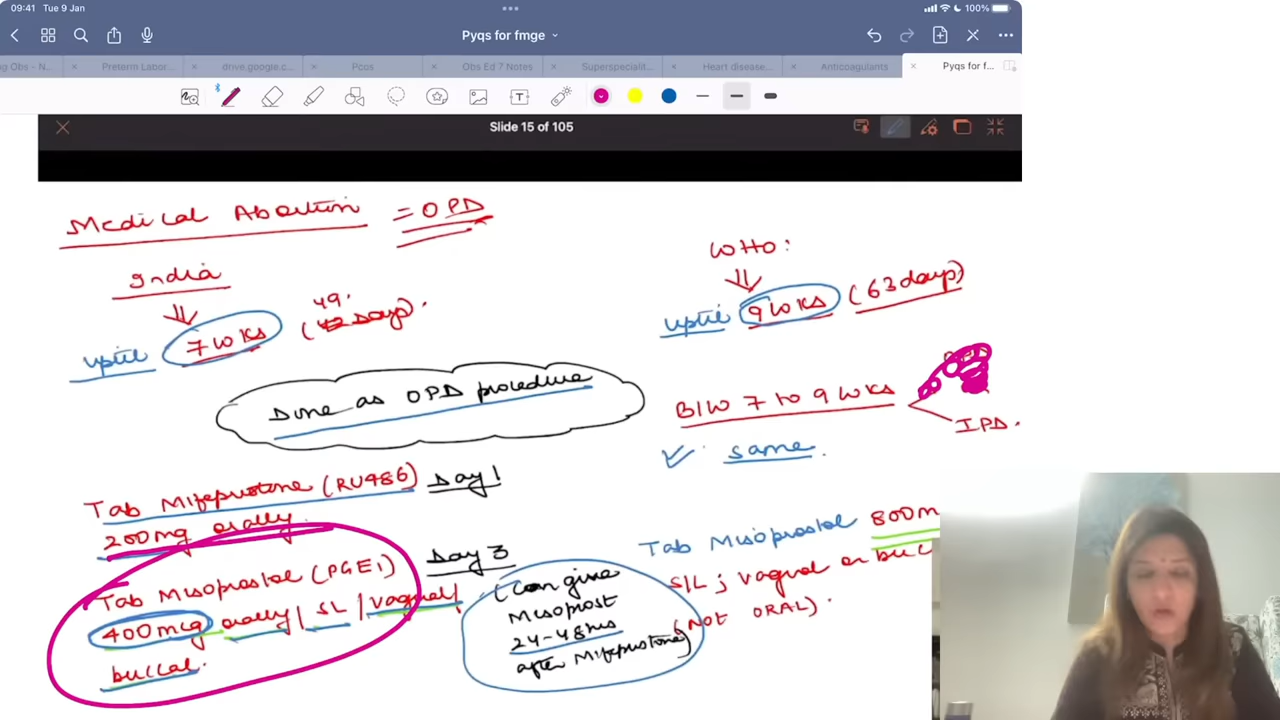 09:41 Tue 9 Jan
100%
Pyqs for fmge
ng Obs - N...
Preterm Labor...
drive.google.c...
Pcos
Obs Ed 7 Notes
Superspecialit...
Heart disease...
Anticoagulants
Pyqs for f...
Slide 15 of 105
Medical Abortion = OPD
India
uptil 7 WKs (49 days).
WHO:
uptil 9 WKs (63 days)
Done as OPD procedure
B/W 7 to 9 WKs
IPD.
same.
Tab Mifepristone (RU486) Day 1
200mg orally
Tab Misoprostol (PGE1) Day 3
400mcg orally / SL / vaginal /
buccal.
(Can give
Misoprost
24-48hrs
after Mifepristone)
Tab Misoprostol 800m
S/L ; vaginal or buc
(NOT ORAL).